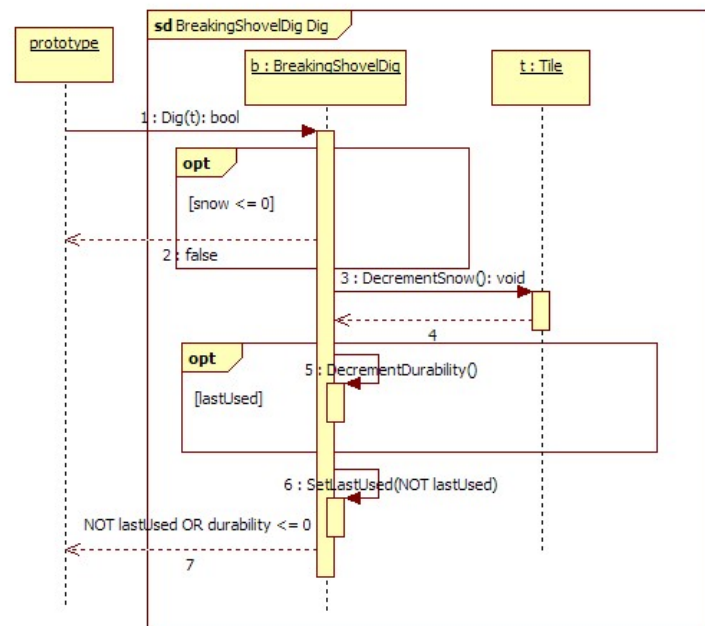 sd BreakingShovelDig Dig
prototype
b : BreakingShovelDig
t : Tile
1 : Dig(t): bool
opt
[snow <= 0]
2 : false
3 : DecrementSnow(): void
4
opt
5 : DecrementDurability()
[lastUsed]
6 : SetLastUsed(NOT lastUsed)
NOT lastUsed OR durability <= 0
7